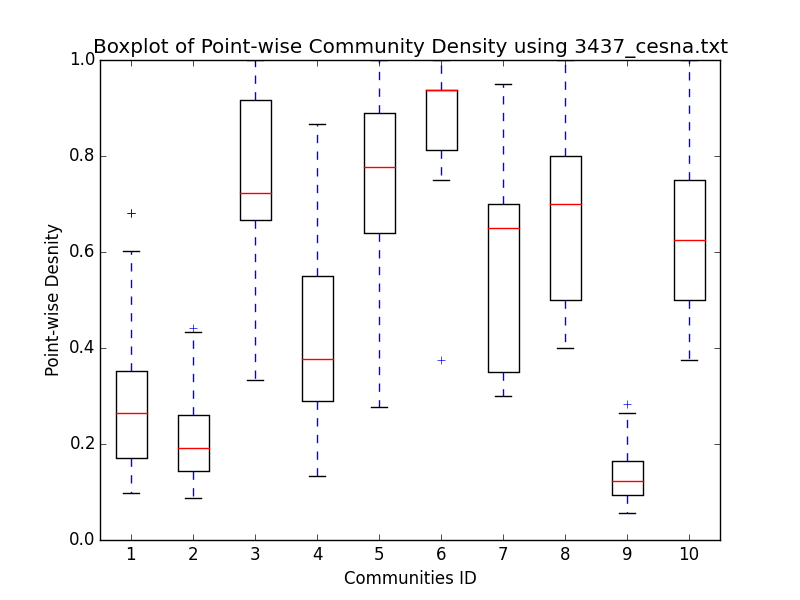 Boxplot of Point-wise Community Density using 3437_cesna.txt
1.0
0.8
0.6
0.4
0.2
0.0
Point-wise Desnity
1 2 3 4 5 6 7 8 9 10
Communities ID